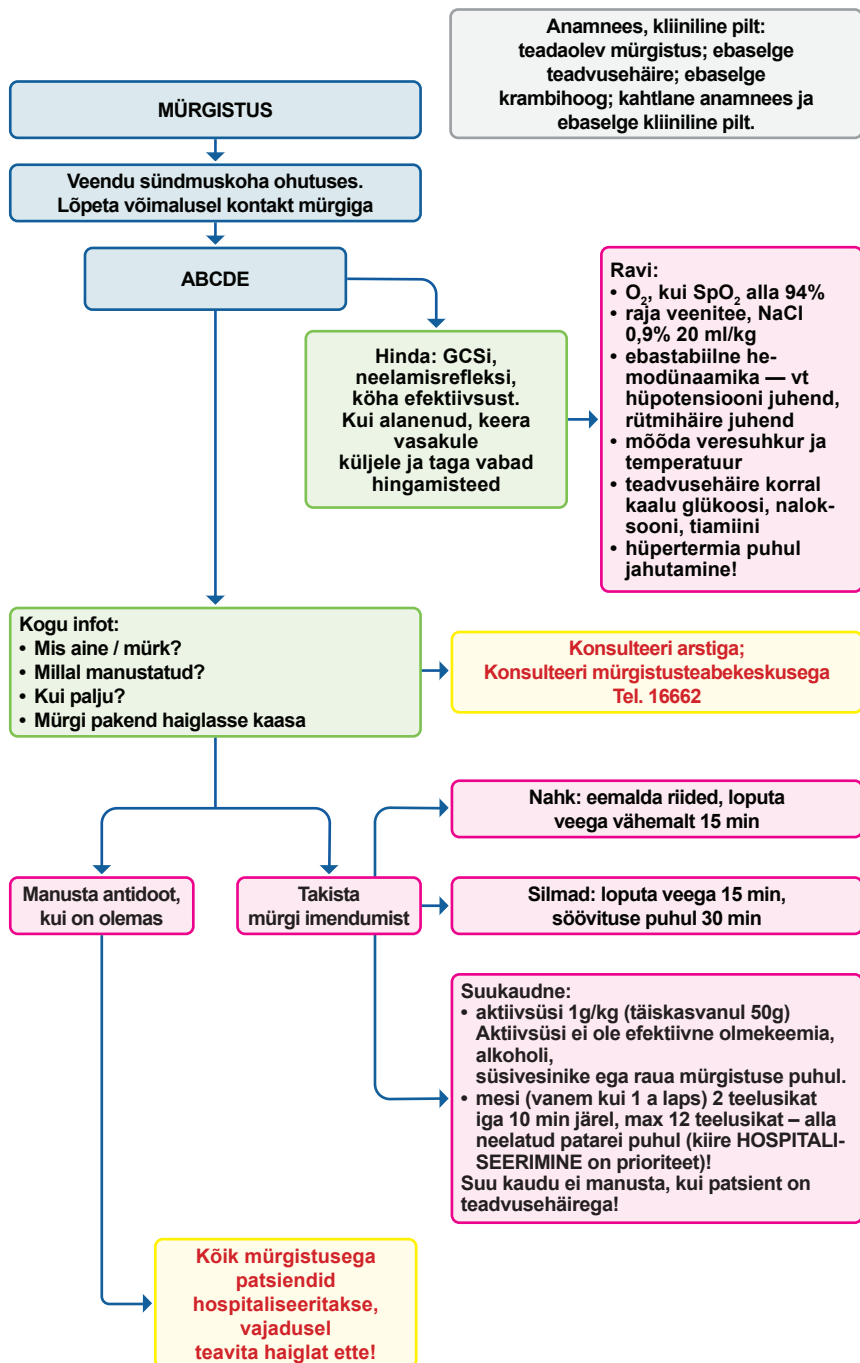 Anamnees, kliiniline pilt:
teadaolev mürgistus; ebaselge
teadvusehäire; ebaselge
krambihoog; kahtlane anamnees ja
ebaselge kliiniline pilt.
MÜRGISTUS
Veendu sündmuskoha ohutuses.
Lõpeta võimalusel kontakt mürgiga
ABCDE
Hinda: GCSi,
neelamisrefleksi,
köha efektiivsust.
Kui alanenud, keera
vasakule
küljele ja taga vabad
hingamisteed
Ravi:
• O₂, kui SpO₂ alla 94%
• raja veenitee, NaCl
0,9% 20 ml/kg
• ebastabiilne he-
modünaamika — vt
hüpotensiooni juhend,
rütmihäire juhend
• mõõda veresuhkur ja
temperatuur
• teadvusehäire korral
kaalu glükoosi, nalok-
sooni, tiamiini
• hüpertermia puhul
jahutamine!
Kogu infot:
• Mis aine / mürk?
• Millal manustatud?
• Kui palju?
• Mürgi pakend haiglasse kaasa
Konsulteeri arstiga;
Konsulteeri mürgistusteabekeskusega
Tel. 16662
Manusta antidoot,
kui on olemas
Takista
mürgi imendumist
Nahk: eemalda riided, loputa
veega vähemalt 15 min
Silmad: loputa veega 15 min,
söövituse puhul 30 min
Suukaudne:
• aktiivsüsi 1g/kg (täiskasvanul 50g)
Aktiivsüsi ei ole efektiivne olmekeemia,
alkoholi,
süsivesinike ega raua mürgistuse puhul.
• mesi (vanem kui 1 a laps) 2 teelusikat
iga 10 min järel, max 12 teelusikat – alla
neelatud patarei puhul (kiire HOSPITALI-
SEERIMINE on prioriteet)!
Suu kaudu ei manusta, kui patsient on
teadvusehäirega!
Kõik mürgistusega
patsiendid
hospitaliseeritakse,
vajadusel
teavita haiglat ette!